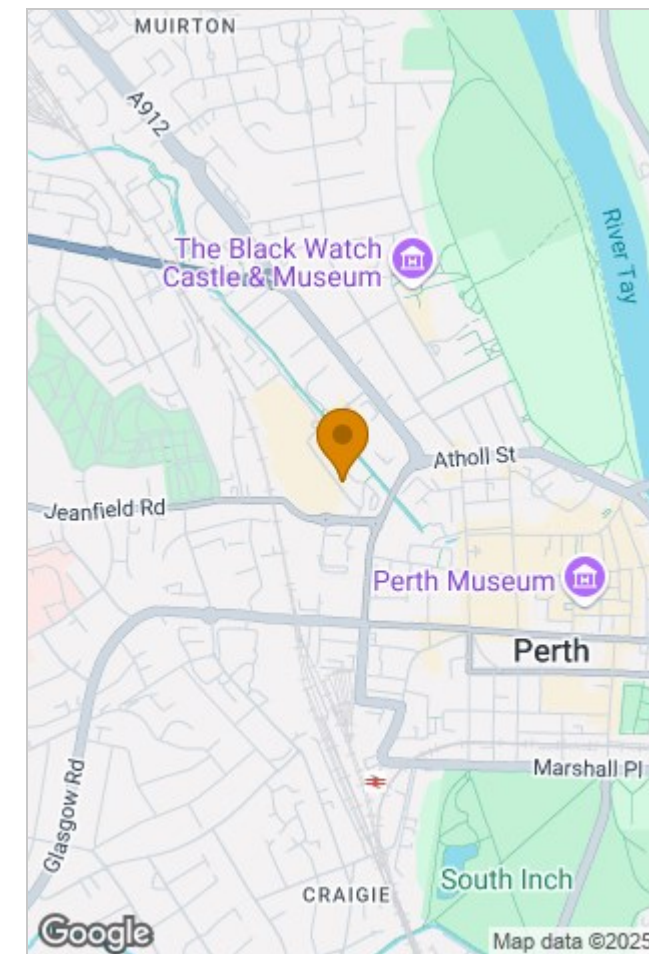 MUIRTON
A912
River Tay
The Black Watch
Castle & Museum
Atholl St
Jeanfield Rd
Perth Museum
Perth
Marshall Pl
Glasgow Rd
South Inch
CRAIGIE
Google
Map data ©2025